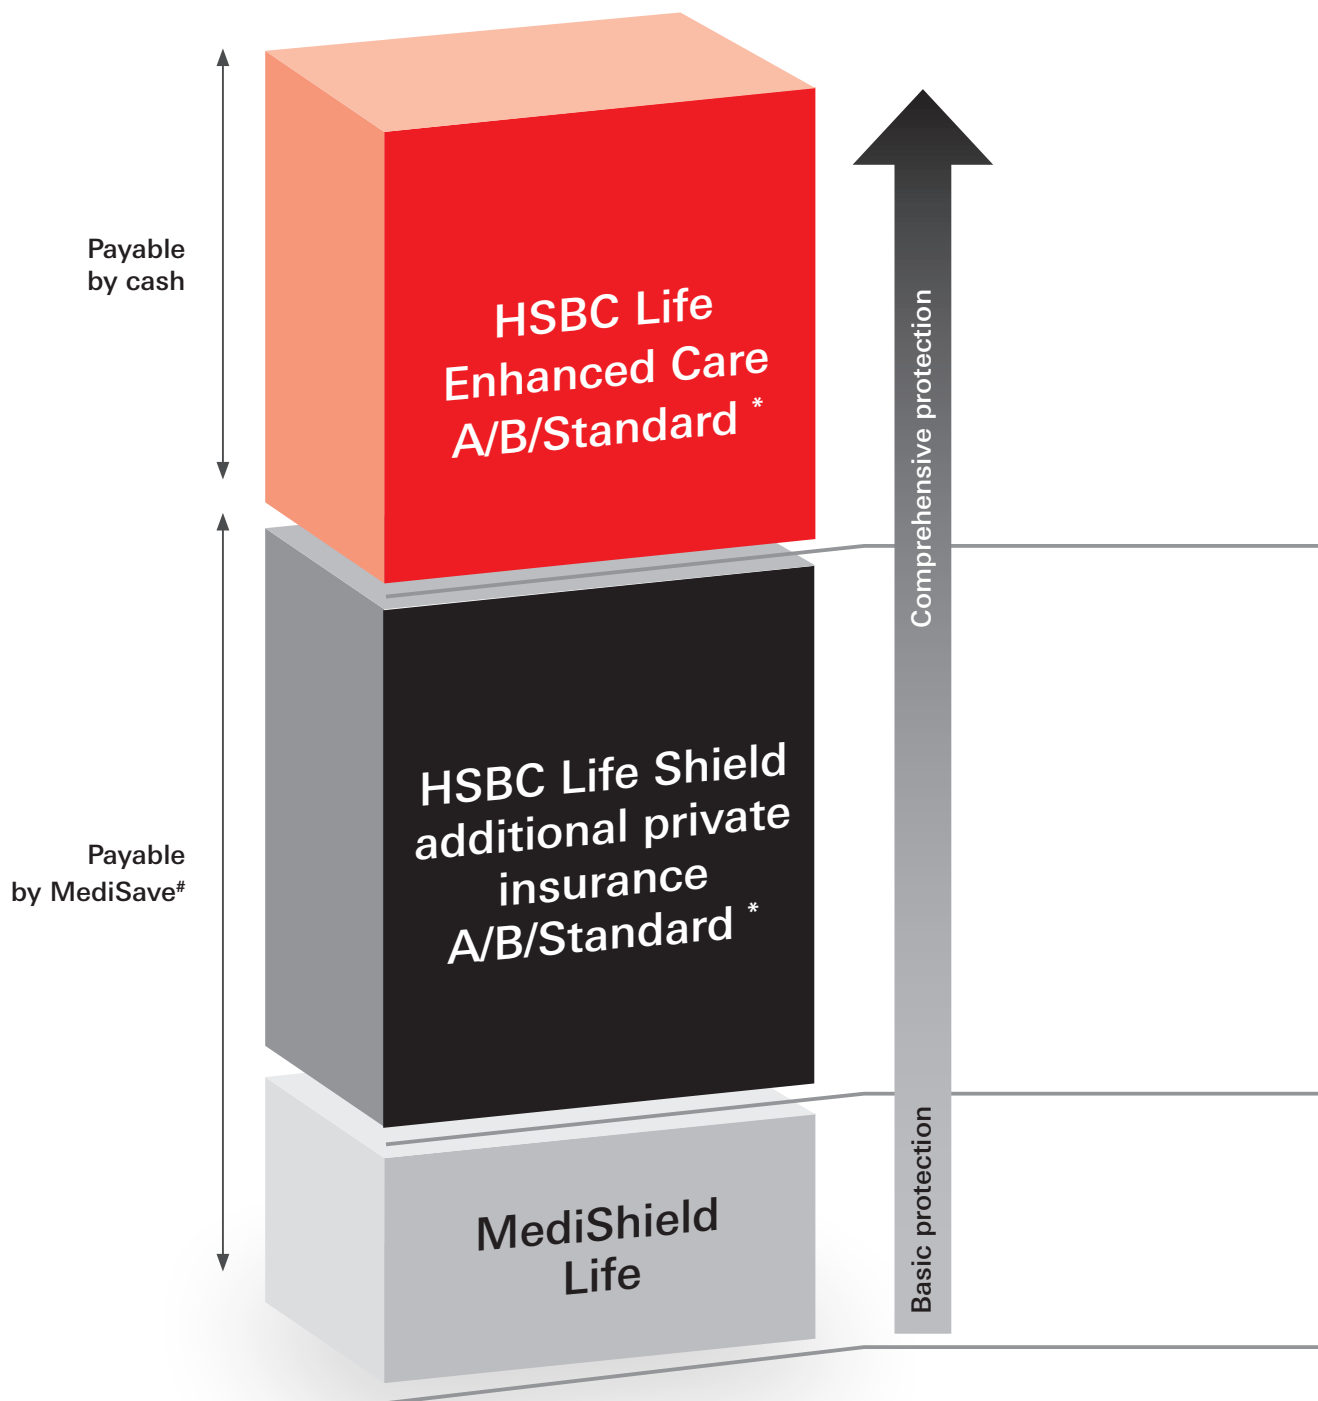 Payable
by cash
HSBC Life
Enhanced Care
A/B/Standard *
Comprehensive protection
HSBC Life Shield
additional private
insurance
A/B/Standard *
Payable
by MediSave#
Basic protection
MediShield
Life